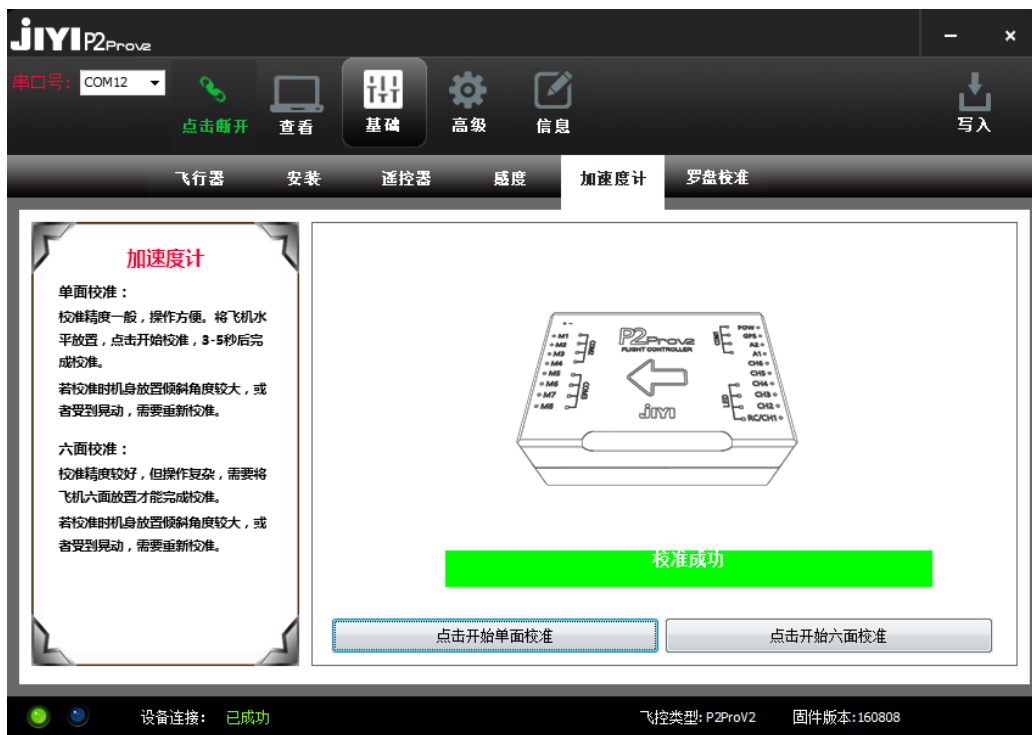 JIYI P2Prov2
串口号: COM12
点击断开
查看
基础
高级
信息
写入
飞行器
安装
遥控器
感度
加速度计
罗盘校准
加速度计
单面校准：
校准精度一般，操作方便。将飞机水
平放置，点击开始校准，3-5秒后完
成校准。
若校准时机身放置倾斜角度较大，或
者受到晃动，需要重新校准。
六面校准：
校准精度较好，但操作复杂，需要将
飞机六面放置才能完成校准。
若校准时机身放置倾斜角度较大，或
者受到晃动，需要重新校准。
M1
M2
M3
M4
M5
M6
M7
M8
COM2
COM3
P2Prov2
FLIGHT CONTROLLER
JIYI
LED
POW
GPS
A2
A1
CH6
CH5
CH4
CH3
CH2
RC/CH1
校准成功
点击开始单面校准
点击开始六面校准
设备连接: 已成功
飞控类型: P2ProV2
固件版本:160808